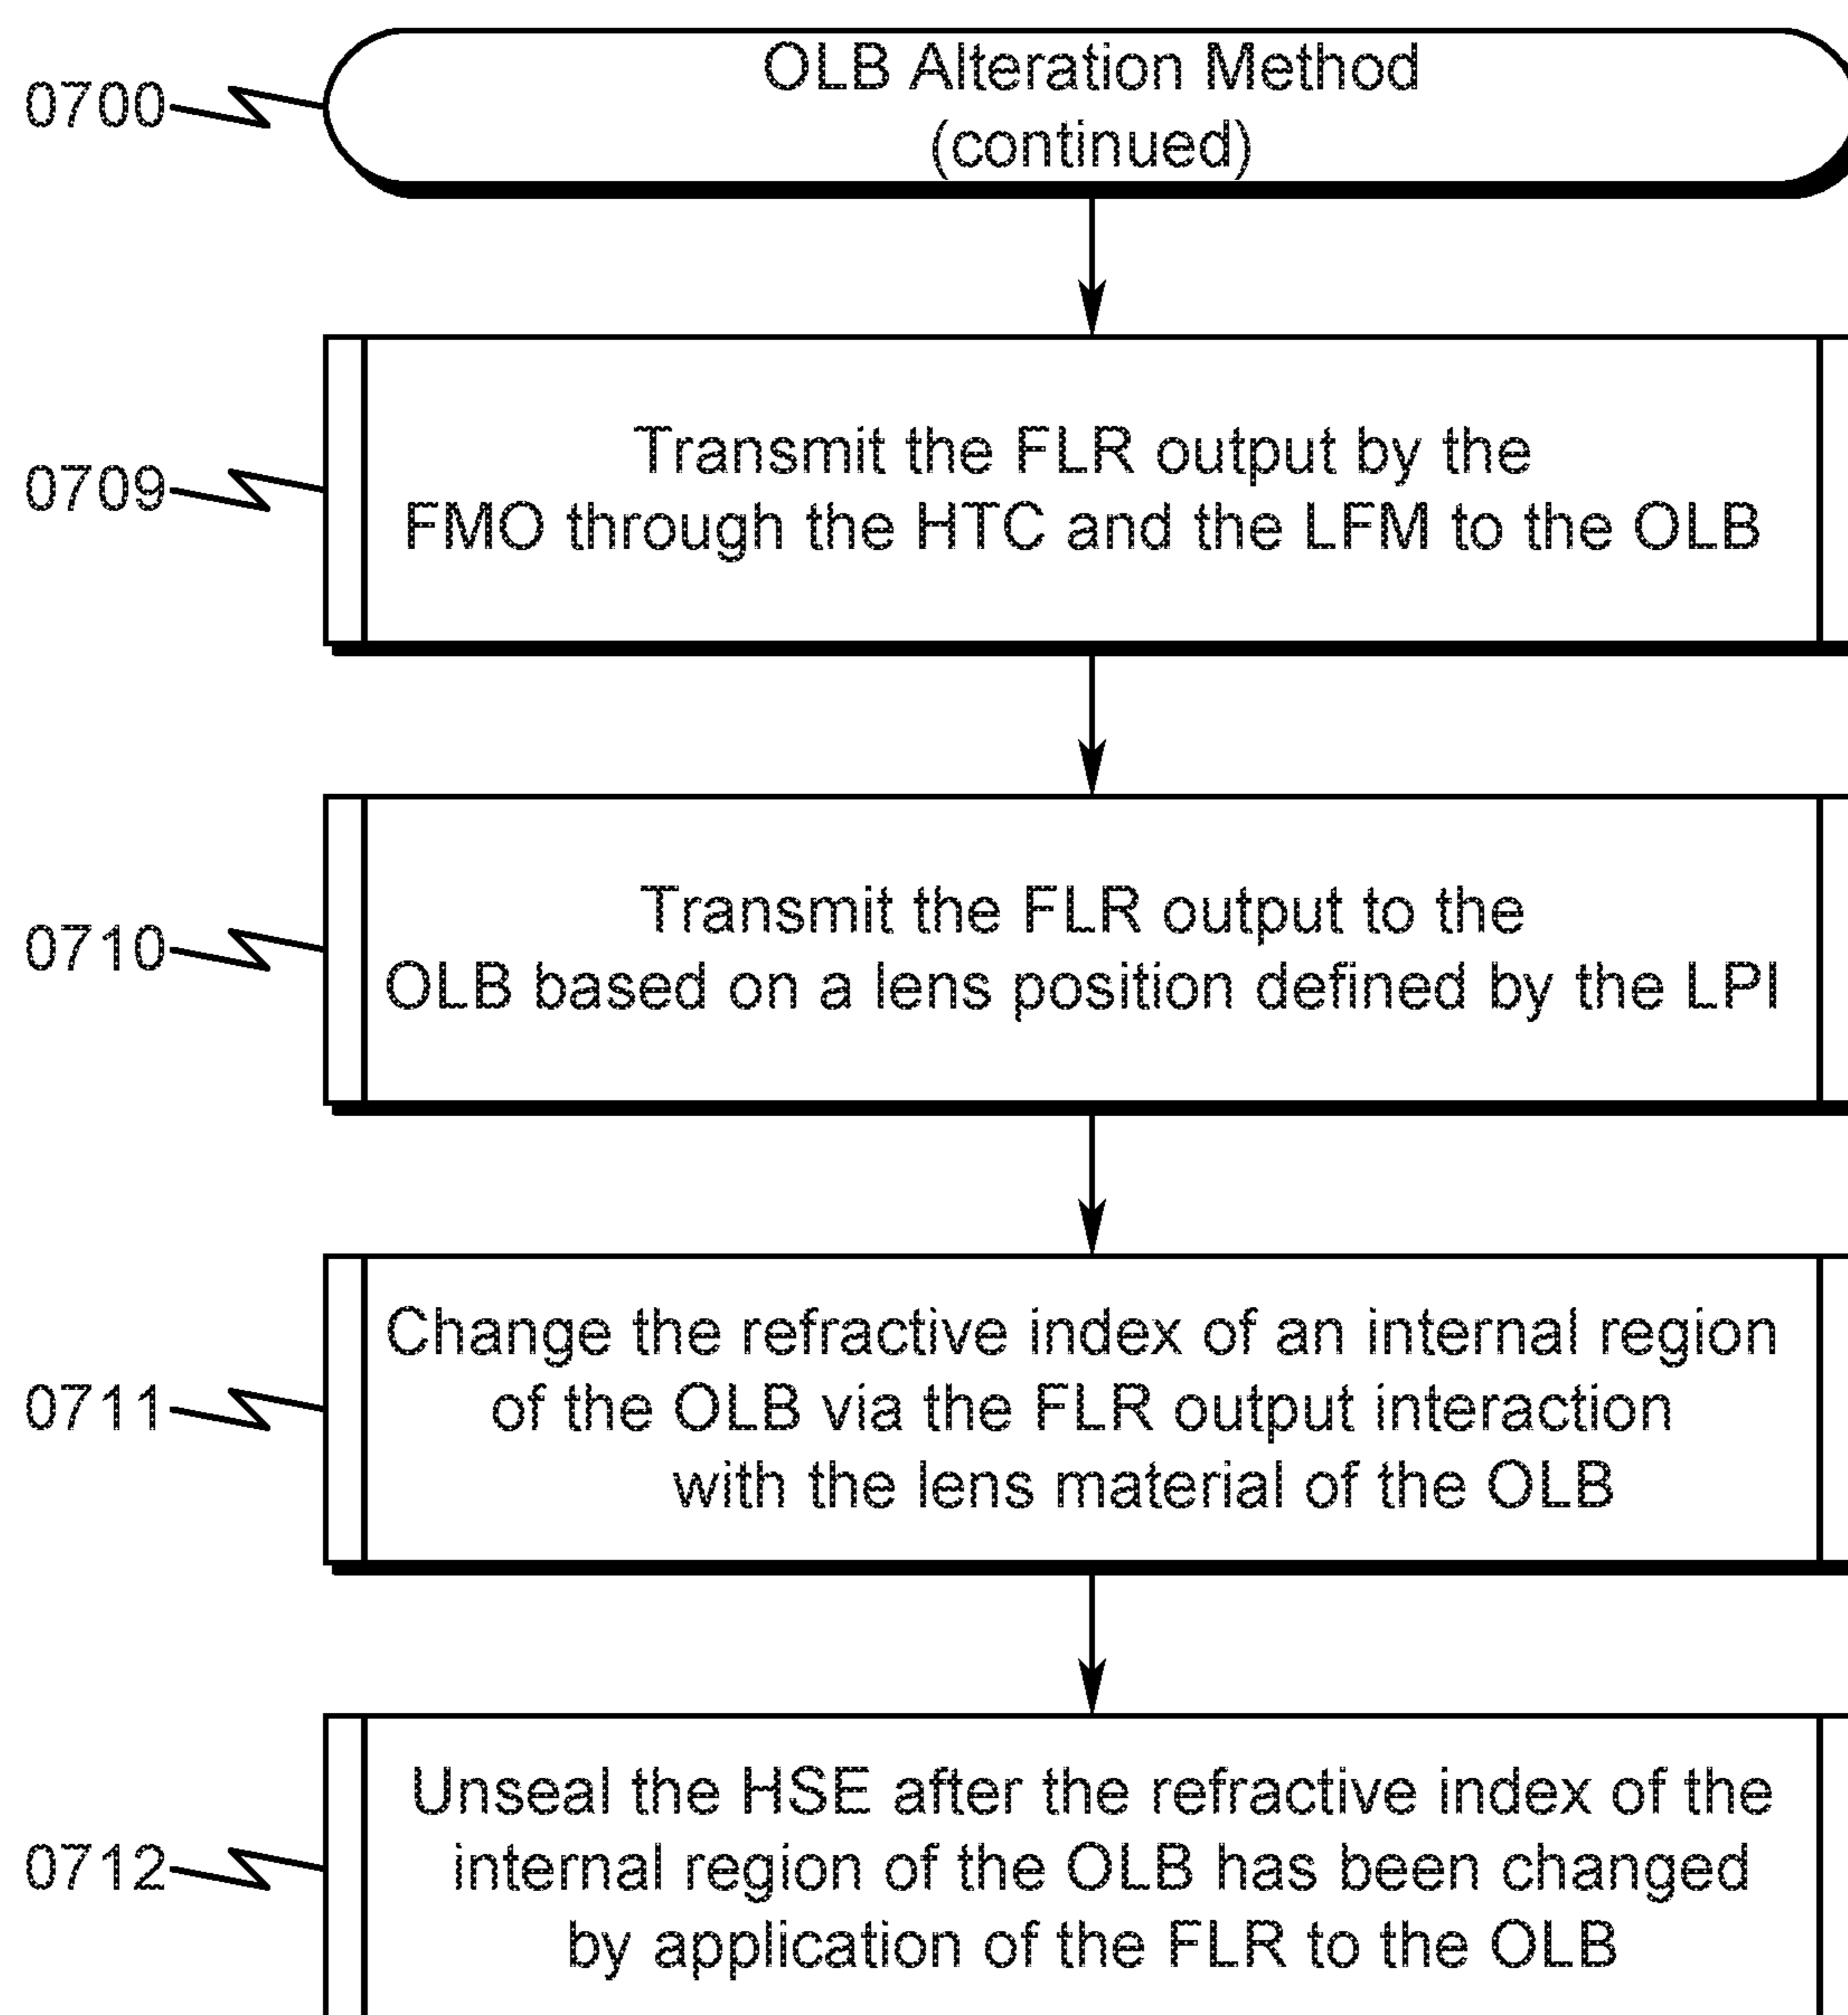 0700
OLB Alteration Method
(continued)
0709
Transmit the FLR output by the
FMO through the HTC and the LFM to the OLB
0710
Transmit the FLR output to the
OLB based on a lens position defined by the LPI
0711
Change the refractive index of an internal region
of the OLB via the FLR output interaction
with the lens material of the OLB
0712
Unseal the HSE after the refractive index of the
internal region of the OLB has been changed
by application of the FLR to the OLB